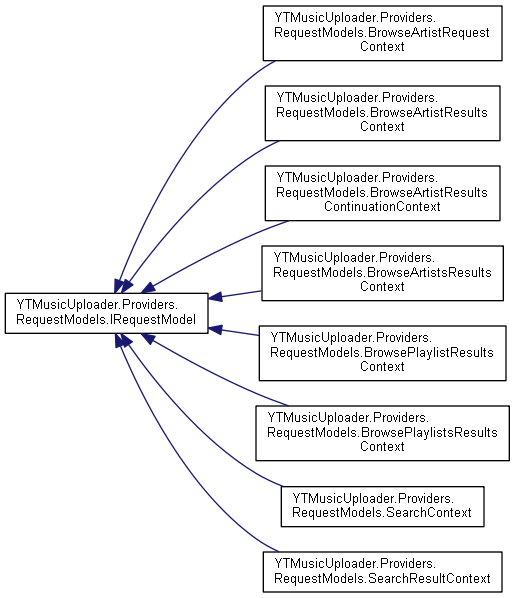 YTMusicUploader.Providers.
RequestModels.BrowseArtistRequest
Context
YTMusicUploader.Providers.
RequestModels.BrowseArtistResults
Context
YTMusicUploader.Providers.
RequestModels.BrowseArtistResults
ContinuationContext
YTMusicUploader.Providers.
RequestModels.BrowseArtistsResults
Context
YTMusicUploader.Providers.
RequestModels.IRequestModel
YTMusicUploader.Providers.
RequestModels.BrowsePlaylistResults
Context
YTMusicUploader.Providers.
RequestModels.BrowsePlaylistsResults
Context
YTMusicUploader.Providers.
RequestModels.SearchContext
YTMusicUploader.Providers.
RequestModels.SearchResultContext